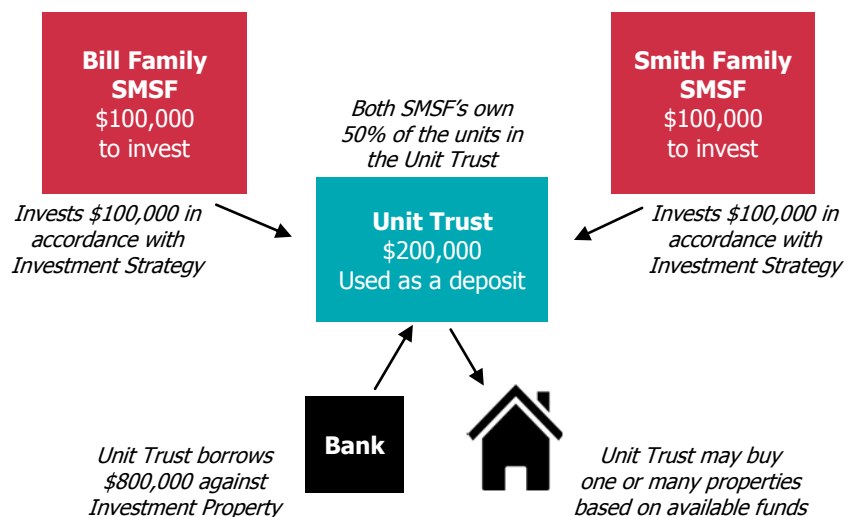 Bill Family
SMSF
$100,000
to invest
Smith Family
SMSF
$100,000
to invest
Both SMSF's own
50% of the units in
the Unit Trust
Invests $100,000 in
accordance with
Investment Strategy
Unit Trust
$200,000
Used as a deposit
Invests $100,000 in
accordance with
Investment Strategy
Bank
Unit Trust borrows
$800,000 against
Investment Property
Unit Trust may buy
one or many properties
based on available funds